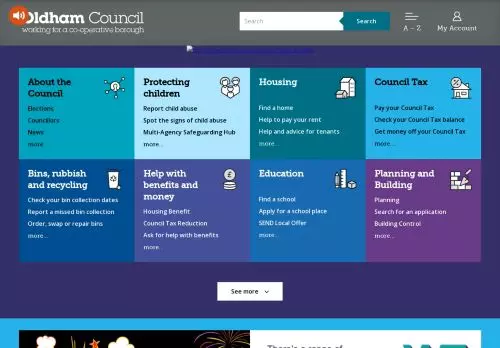 Oldham Council
working for a co-operative borough
Search
Search
A – Z
My Account
About the
Council
Elections
Councillors
News
more
Protecting
children
Report child abuse
Spot the signs of child abuse
Multi-Agency Safeguarding Hub
more...
Housing
Find a home
Help to pay your rent
Help and advice for tenants
more...
Council Tax
Pay your Council Tax
Check your Council Tax balance
Get money off your Council Tax
more...
Bins, rubbish
and recycling
Check your bin collection dates
Report a missed bin collection
Order, swap or repair bins
more...
Help with
benefits and
money
Housing Benefit
Council Tax Reduction
Ask for help with benefits
more...
Education
Find a school
Apply for a school place
SEND Local Offer
more...
Planning and
Building
Planning
Search for an application
Building Control
more...
See more
There's a range of